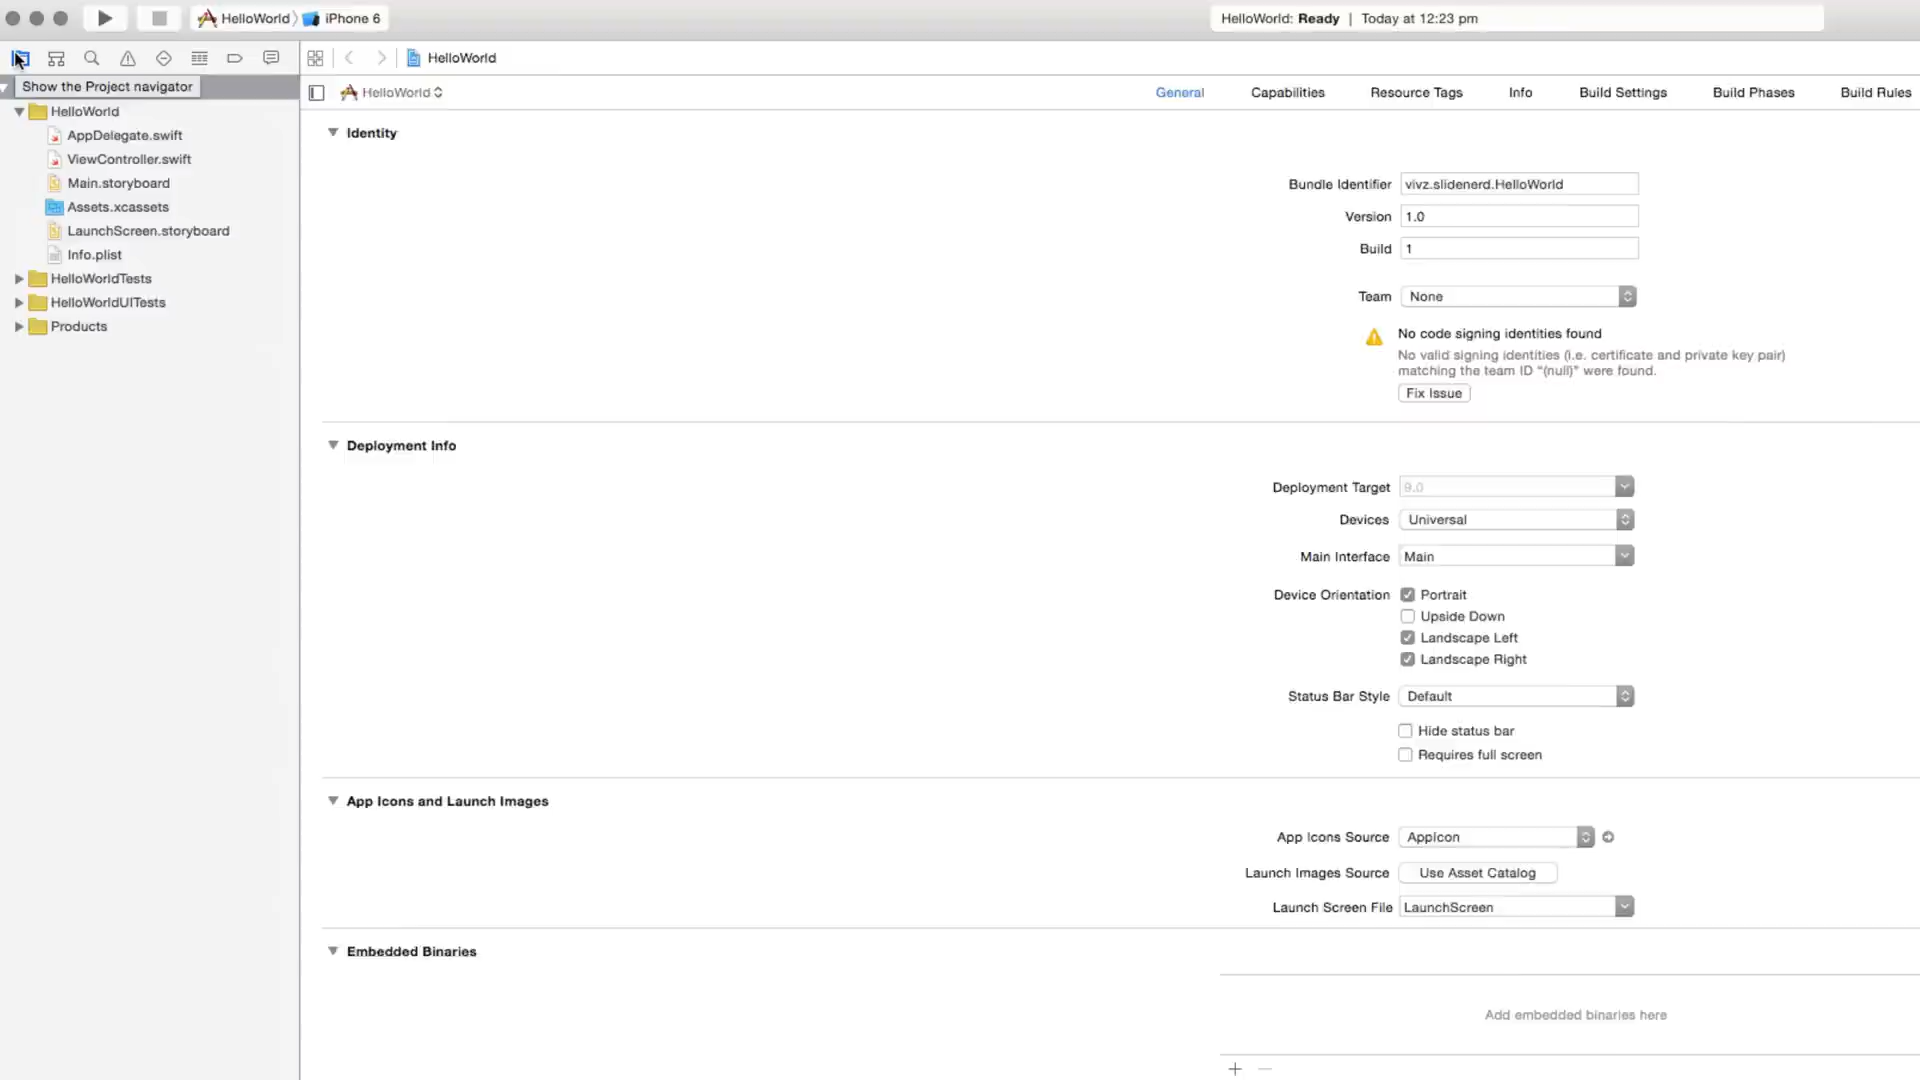 HelloWorld iPhone 6
HelloWorld: Ready | Today at 12:23 pm
HelloWorld
Show the Project navigator
HelloWorld
General Capabilities Resource Tags Info Build Settings Build Phases Build Rules
HelloWorld
AppDelegate.swift
ViewController.swift
Main.storyboard
Assets.xcassets
LaunchScreen.storyboard
Info.plist
HelloWorldTests
HelloWorldUITests
Products
Identity
Bundle Identifier vivz.slidenerd.HelloWorld
Version 1.0
Build 1
Team None
No code signing identities found
No valid signing identities (i.e. certificate and private key pair)
matching the team ID "(null)" were found.
Fix Issue
Deployment Info
Deployment Target 9.0
Devices Universal
Main Interface Main
Device Orientation Portrait
Upside Down
Landscape Left
Landscape Right
Status Bar Style Default
Hide status bar
Requires full screen
App Icons and Launch Images
App Icons Source AppIcon
Launch Images Source Use Asset Catalog
Launch Screen File LaunchScreen
Embedded Binaries
Add embedded binaries here